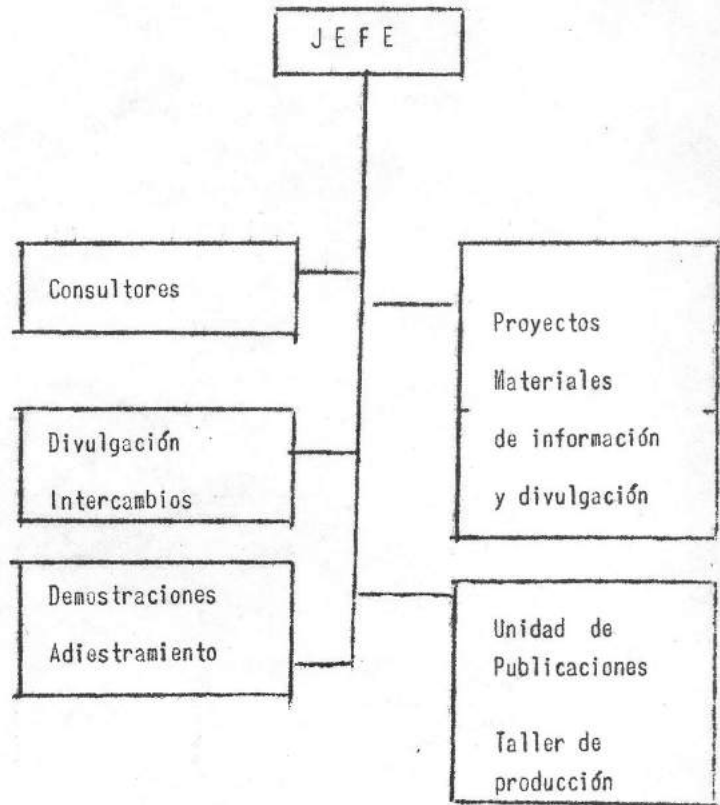 J E F E
Consultores
Divulgación
Intercambios
Demostraciones
Adiestramiento
Proyectos
Materiales
de información
y divulgación
Unidad de
Publicaciones
Taller de
producción